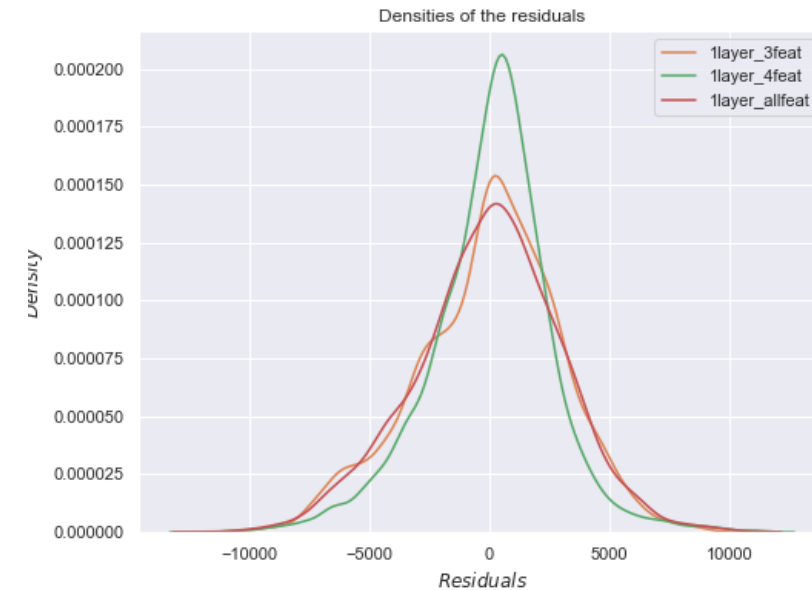 Densities of the residuals
1layer_3feat
1layer_4feat
1layer_allfeat
0.000200
0.000175
0.000150
0.000125
0.000100
0.000075
0.000050
0.000025
0.000000
Density
−10000 −5000 0 5000 10000
Residuals